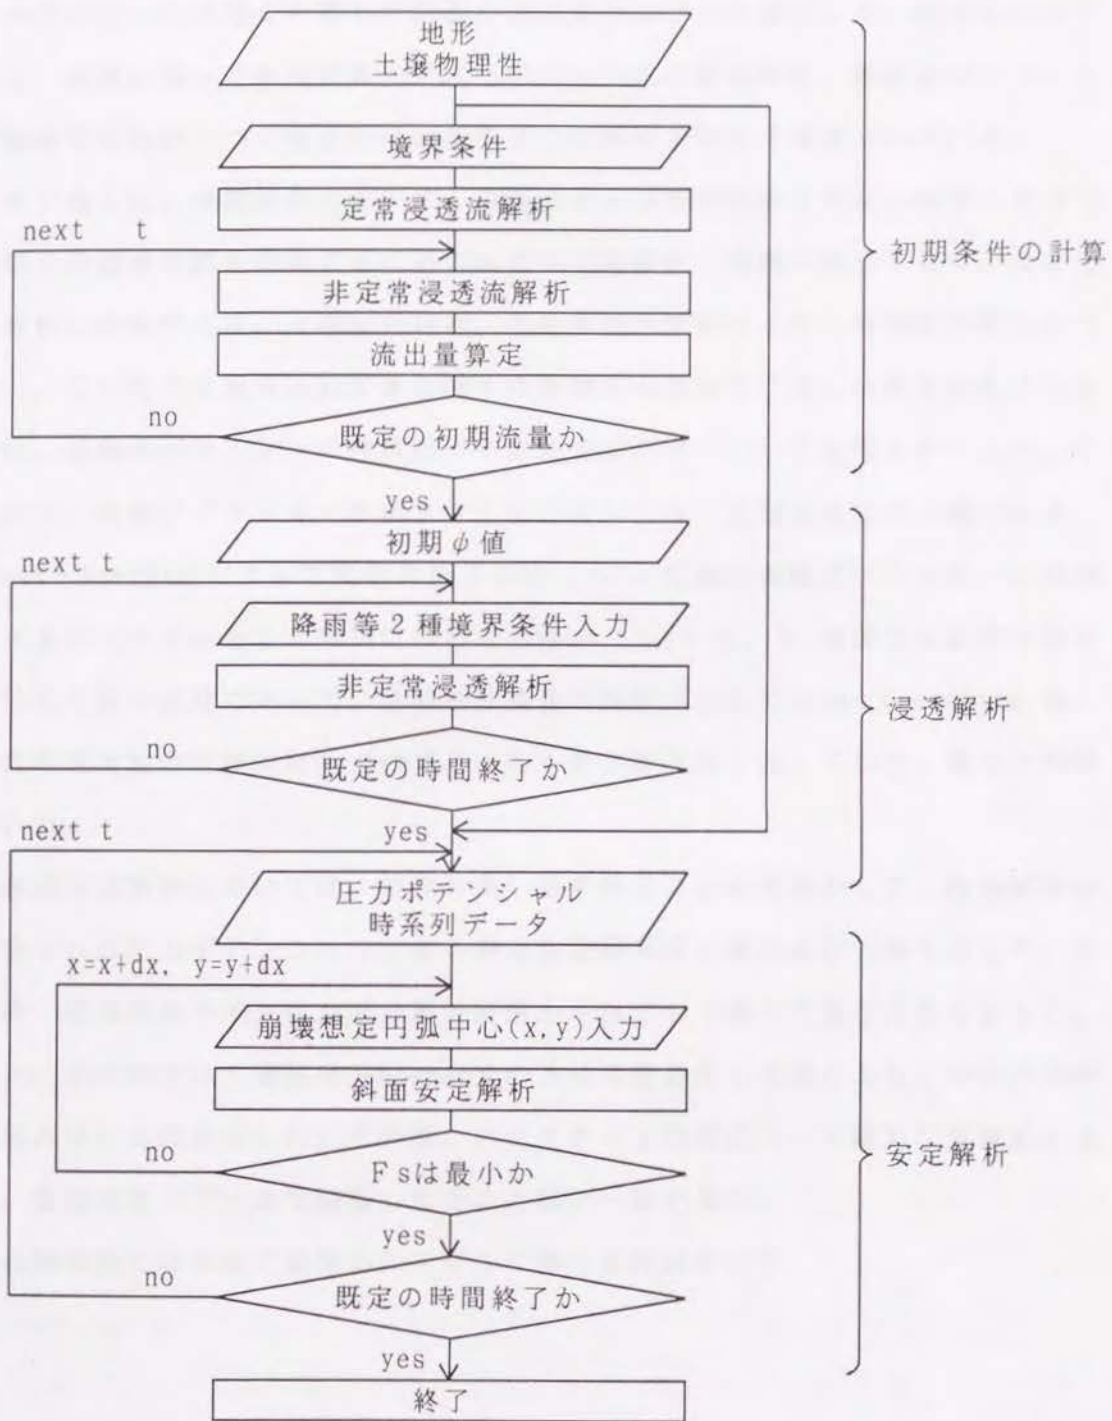 地形
土壌物理性
境界条件
定常浸透流解析
next t
非定常浸透流解析
流出量算定
no
既定の初期流量か
yes
初期ψ値
next t
降雨等2種境界条件入力
非定常浸透解析
no
既定の時間終了か
yes
next t
圧力ポテンシャル
時系列データ
x=x+dx, y=y+dx
崩壊想定円弧中心(x,y)入力
斜面安定解析
no
Fsは最小か
yes
no
既定の時間終了か
yes
終了
初期条件の計算
浸透解析
安定解析